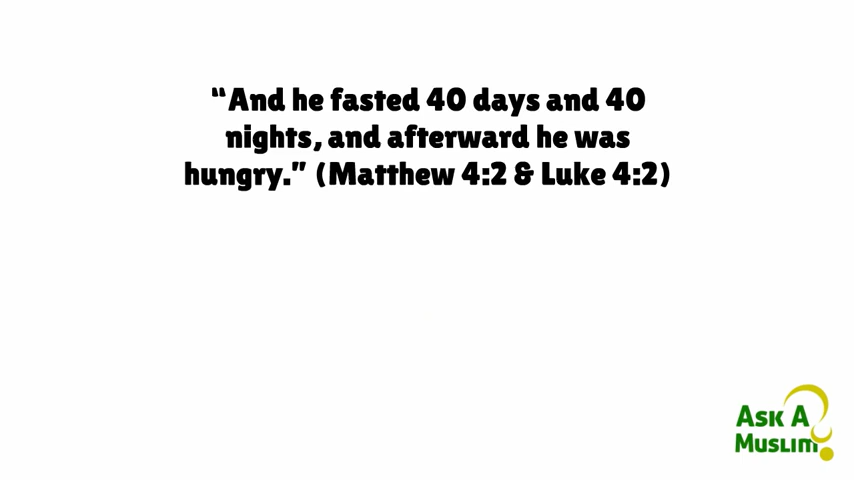 “And he fasted 40 days and 40
nights, and afterward he was
hungry.” (Matthew 4:2 & Luke 4:2)
Ask A
Muslim?